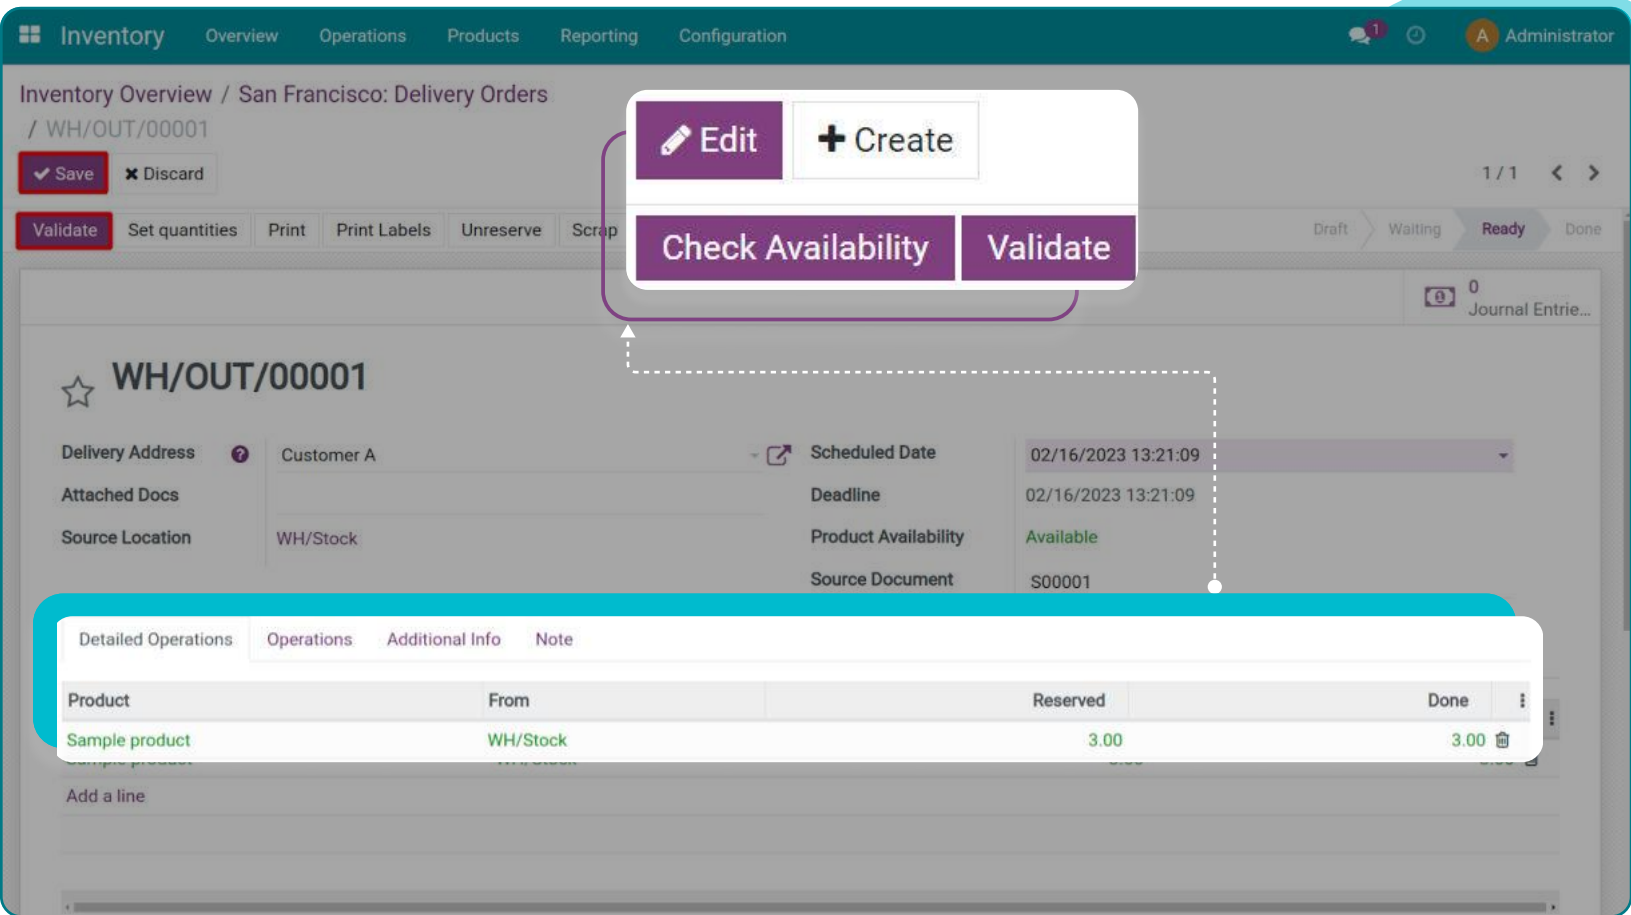 Inventory Overview Operations Products Reporting Configuration 1 A Administrator
Inventory Overview / San Francisco: Delivery Orders
/ WH/OUT/00001
Edit Create
Save Discard 1 / 1
Validate Set quantities Print Print Labels Unreserve Scrap Draft Waiting Ready Done
Check Availability Validate
0
Journal Entrie...
WH/OUT/00001
Delivery Address ? Customer A Scheduled Date 02/16/2023 13:21:09
Attached Docs Deadline 02/16/2023 13:21:09
Source Location WH/Stock Product Availability Available
Source Document S00001
Detailed Operations Operations Additional Info Note
Product From Reserved Done
Sample product WH/Stock 3.00 3.00
Add a line